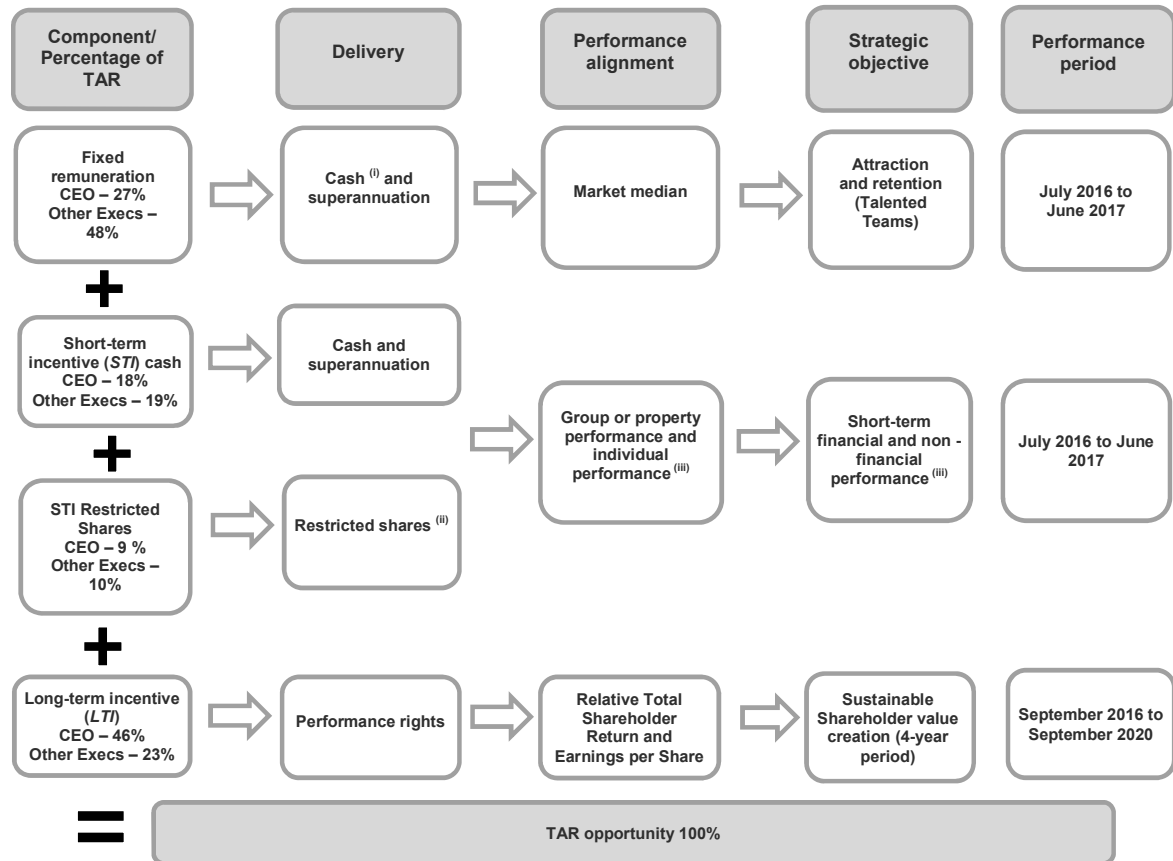 Component/
Percentage of
TAR
Delivery
Performance
alignment
Strategic
objective
Performance
period
Fixed
remuneration
CEO – 27%
Other Execs –
48%
Cash (i) and
superannuation
Market median
Attraction
and retention
(Talented
Teams)
July 2016 to
June 2017
+
Short-term
incentive (STI) cash
CEO – 18%
Other Execs – 19%
Cash and
superannuation
+
STI Restricted
Shares
CEO – 9 %
Other Execs –
10%
Restricted shares (ii)
Group or property
performance and
individual
performance (iii)
Short-term
financial and non -
financial
performance (iii)
July 2016 to June
2017
+
Long-term incentive
(LTI)
CEO – 46%
Other Execs – 23%
Performance rights
Relative Total
Shareholder
Return and
Earnings per Share
Sustainable
Shareholder value
creation (4-year
period)
September 2016 to
September 2020
=
TAR opportunity 100%